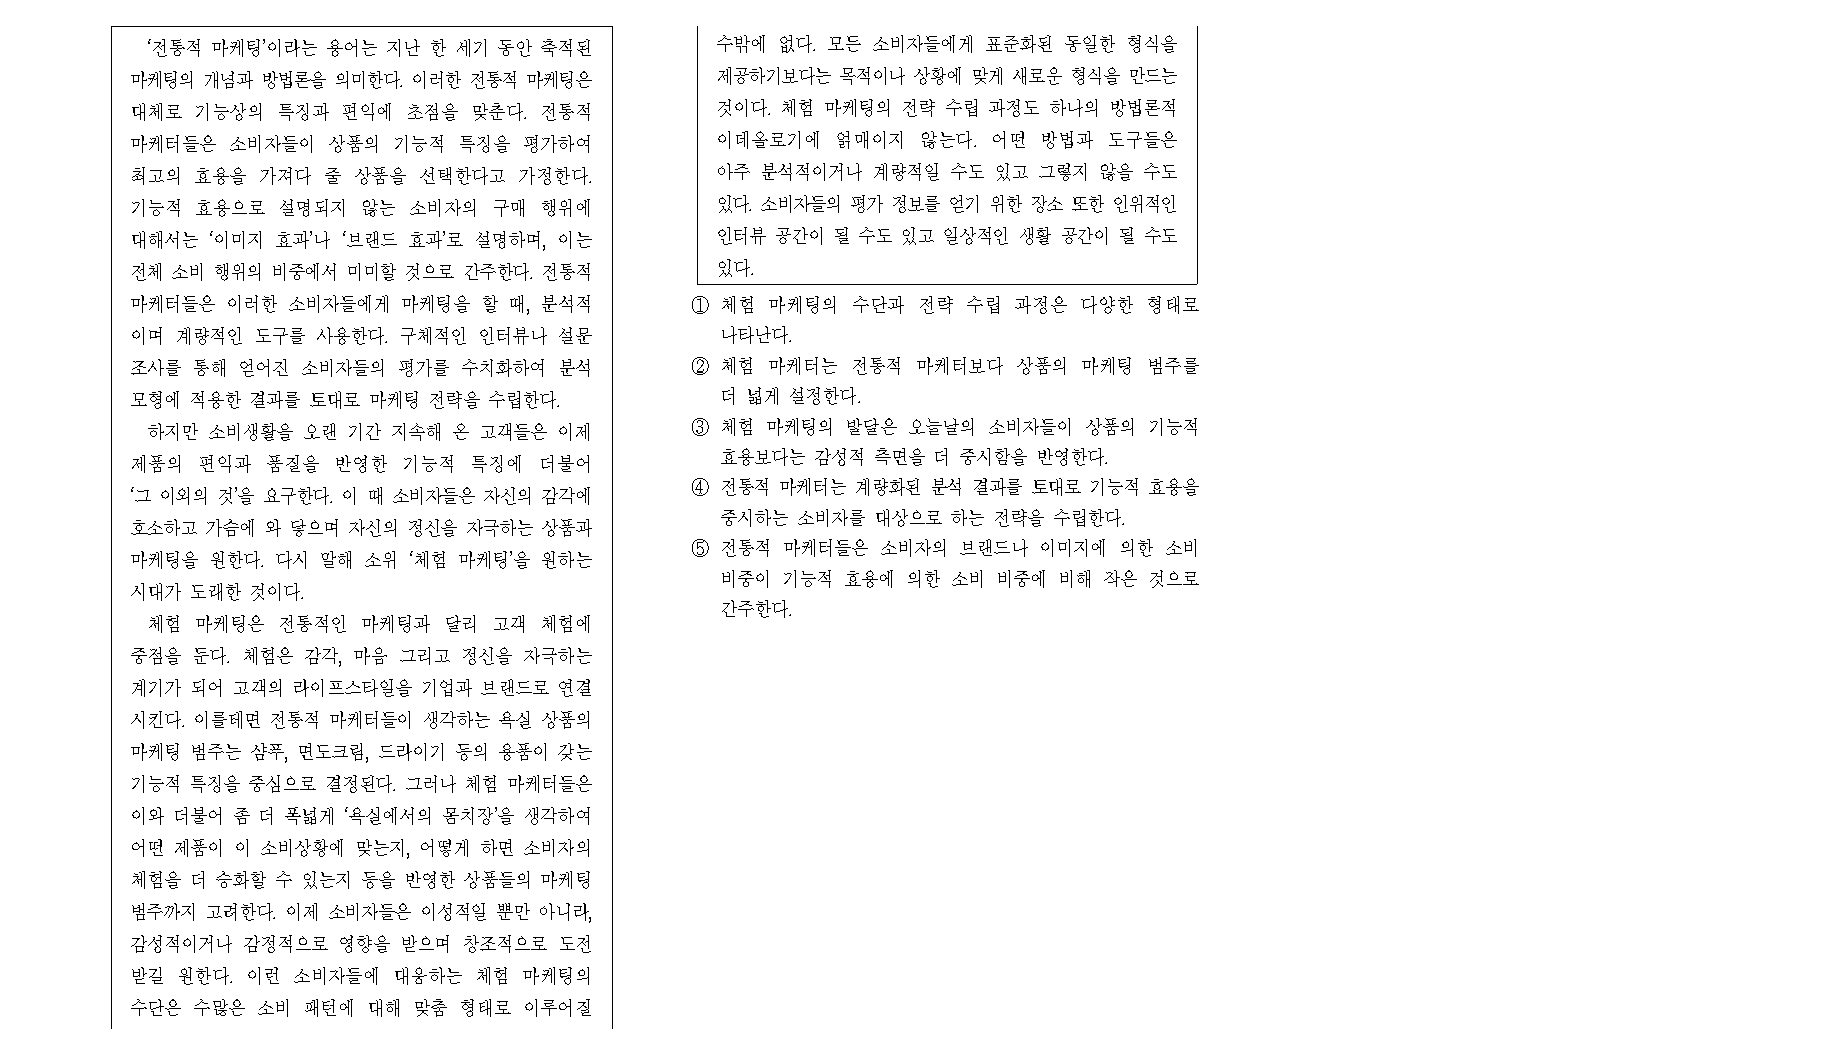 ‘전통적 마케팅’이라는 용어는 지난 한 세기 동안 축적된
마케팅의 개념과 방법론을 의미한다. 이러한 전통적 마케팅은
대체로 기능상의 특징과 편익에 초점을 맞춘다. 전통적
마케터들은 소비자들이 상품의 기능적 특징을 평가하여
최고의 효용을 가져다 줄 상품을 선택한다고 가정한다.
기능적 효용으로 설명되지 않는 소비자의 구매 행위에
대해서는 ‘이미지 효과’나 ‘브랜드 효과’로 설명하며, 이는
전체 소비 행위의 비중에서 미미할 것으로 간주한다. 전통적
마케터들은 이러한 소비자들에게 마케팅을 할 때, 분석적
이며 계량적인 도구를 사용한다. 구체적인 인터뷰나 설문
조사를 통해 얻어진 소비자들의 평가를 수치화하여 분석
모형에 적용한 결과를 토대로 마케팅 전략을 수립한다.
하지만 소비생활을 오랜 기간 지속해 온 고객들은 이제
제품의 편익과 품질을 반영한 기능적 특징에 더불어
‘그 이외의 것’을 요구한다. 이 때 소비자들은 자신의 감각에
호소하고 가슴에 와 닿으며 자신의 정신을 자극하는 상품과
마케팅을 원한다. 다시 말해 소위 ‘체험 마케팅’을 원하는
시대가 도래한 것이다.
체험 마케팅은 전통적인 마케팅과 달리 고객 체험에
중점을 둔다. 체험은 감각, 마음 그리고 정신을 자극하는
계기가 되어 고객의 라이프스타일을 기업과 브랜드로 연결
시킨다. 이를테면 전통적 마케터들이 생각하는 욕실 상품의
마케팅 범주는 샴푸, 면도크림, 드라이기 등의 용품이 갖는
기능적 특징을 중심으로 결정된다. 그러나 체험 마케터들은
이와 더불어 좀 더 폭넓게 ‘욕실에서의 몸치장’을 생각하여
어떤 제품이 이 소비상황에 맞는지, 어떻게 하면 소비자의
체험을 더 승화할 수 있는지 등을 반영한 상품들의 마케팅
범주까지 고려한다. 이제 소비자들은 이성적일 뿐만 아니라,
감성적이거나 감정적으로 영향을 받으며 창조적으로 도전
받길 원한다. 이런 소비자들에 대응하는 체험 마케팅의
수단은 수많은 소비 패턴에 대해 맞춤 형태로 이루어질
수밖에 없다. 모든 소비자들에게 표준화된 동일한 형식을
제공하기보다는 목적이나 상황에 맞게 새로운 형식을 만드는
것이다. 체험 마케팅의 전략 수립 과정도 하나의 방법론적
이데올로기에 얽매이지 않는다. 어떤 방법과 도구들은
아주 분석적이거나 계량적일 수도 있고 그렇지 않을 수도
있다. 소비자들의 평가 정보를 얻기 위한 장소 또한 인위적인
인터뷰 공간이 될 수도 있고 일상적인 생활 공간이 될 수도
있다.
① 체험 마케팅의 수단과 전략 수립 과정은 다양한 형태로
나타난다.
② 체험 마케터는 전통적 마케터보다 상품의 마케팅 범주를
더 넓게 설정한다.
③ 체험 마케팅의 발달은 오늘날의 소비자들이 상품의 기능적
효용보다는 감성적 측면을 더 중시함을 반영한다.
④ 전통적 마케터는 계량화된 분석 결과를 토대로 기능적 효용을
중시하는 소비자를 대상으로 하는 전략을 수립한다.
⑤ 전통적 마케터들은 소비자의 브랜드나 이미지에 의한 소비
비중이 기능적 효용에 의한 소비 비중에 비해 작은 것으로
간주한다.